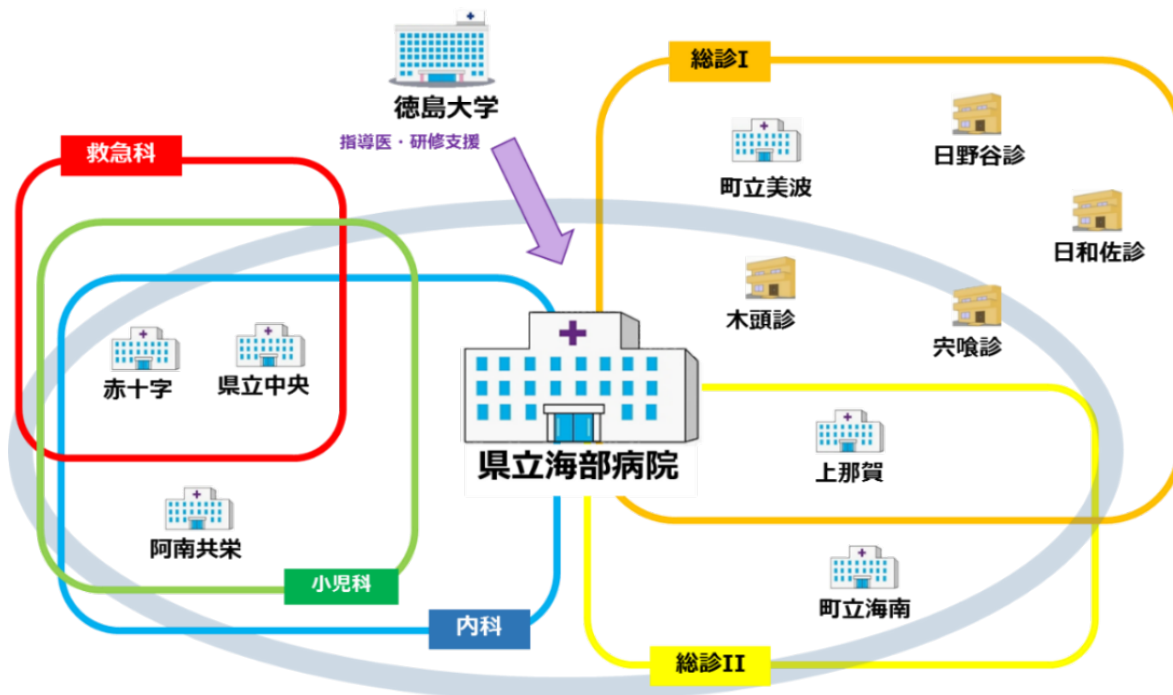 徳島大学
指導医・研修支援
救急科
赤十字
県立中央
阿南共栄
小児科
内科
県立海部病院
総診I
町立美波
日野谷診
日和佐診
木頭診
宍喰診
上那賀
町立海南
総診II